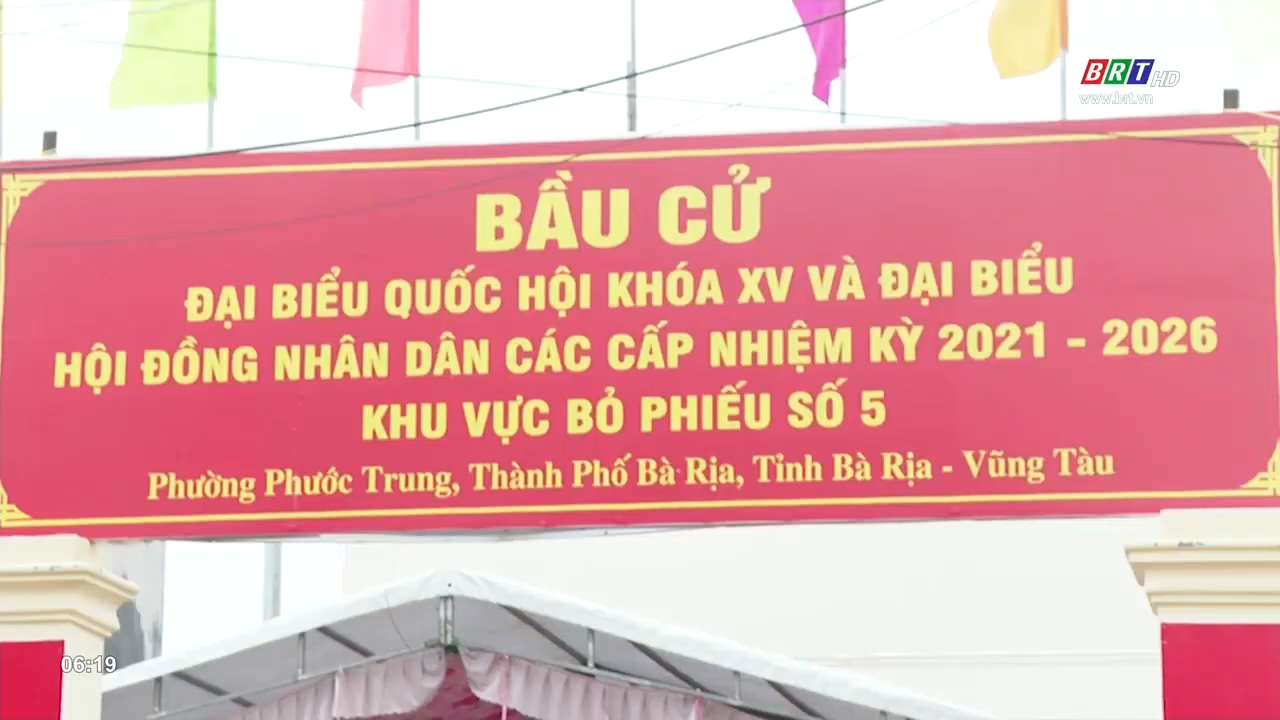 BRT HD
www.brt.vn
BẦU CỬ
ĐẠI BIỂU QUỐC HỘI KHÓA XV VÀ ĐẠI BIỂU
HỘI ĐỒNG NHÂN DÂN CÁC CẤP NHIỆM KỲ 2021 - 2026
KHU VỰC BỎ PHIẾU SỐ 5
Phường Phước Trung, Thành Phố Bà Rịa, Tỉnh Bà Rịa - Vũng Tàu
06:19